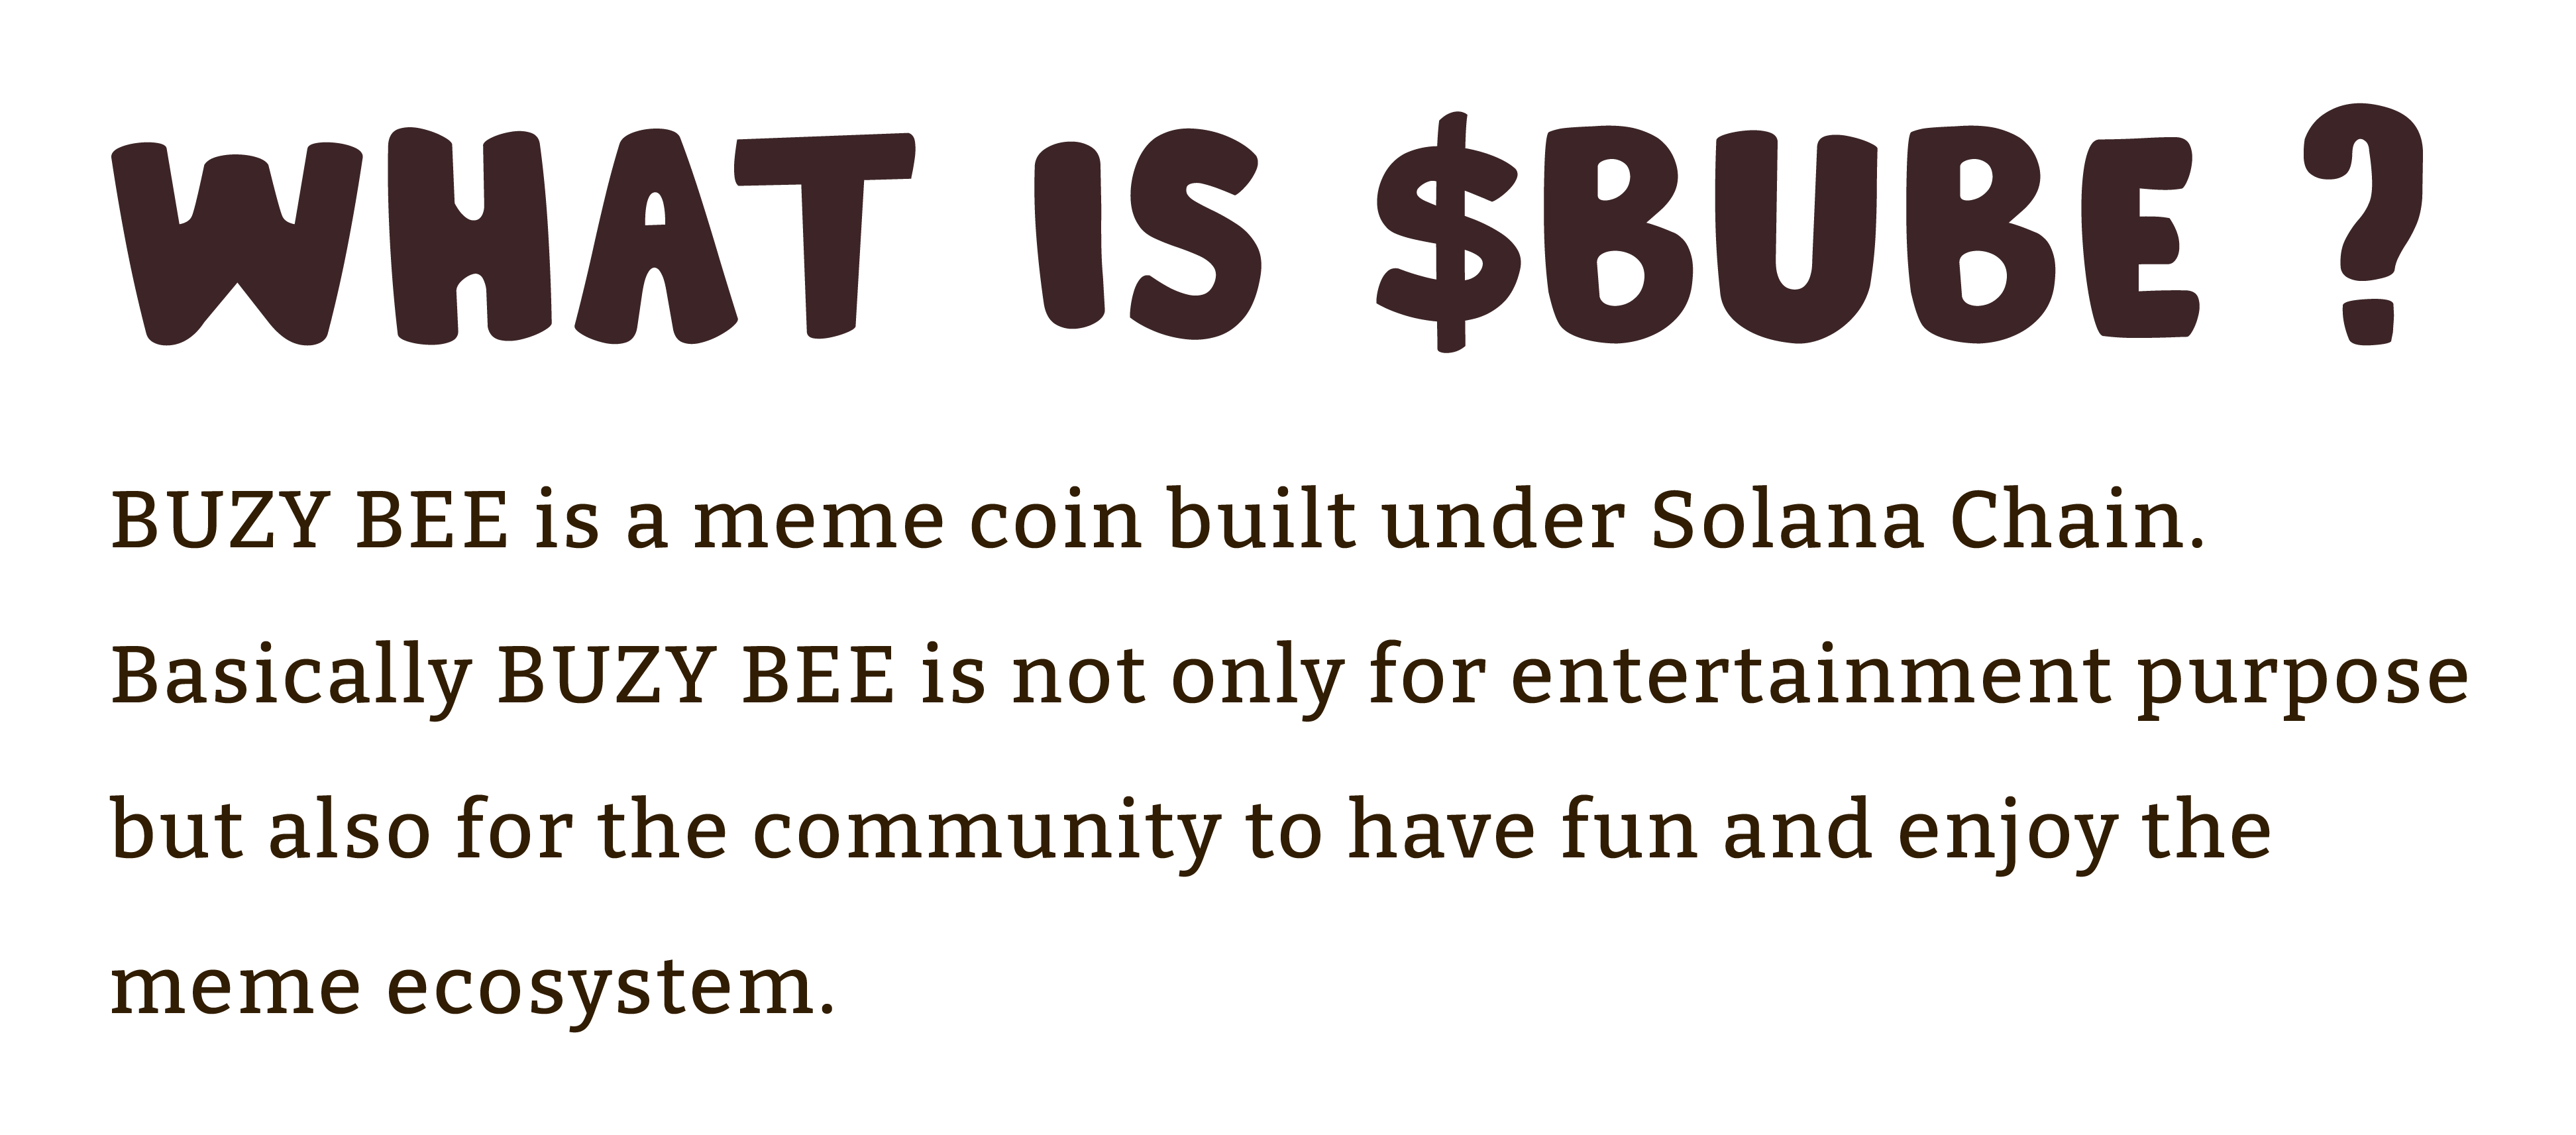 WHAT IS $BUBE ?
BUZY BEE is a meme coin built under Solana Chain.
Basically BUZY BEE is not only for entertainment purpose
but also for the community to have fun and enjoy the
meme ecosystem.